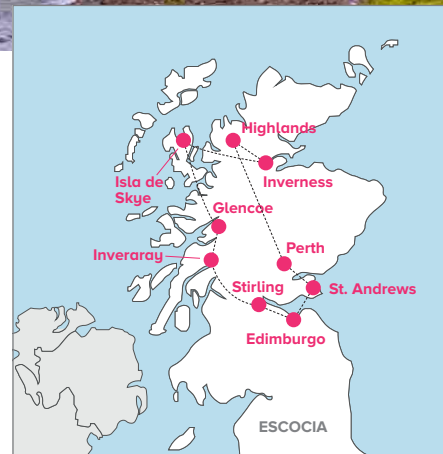 Highlands
Isla de
Skye
Inverness
Glencoe
Inveraray
Perth
Stirling
St. Andrews
Edimburgo
ESCOCIA